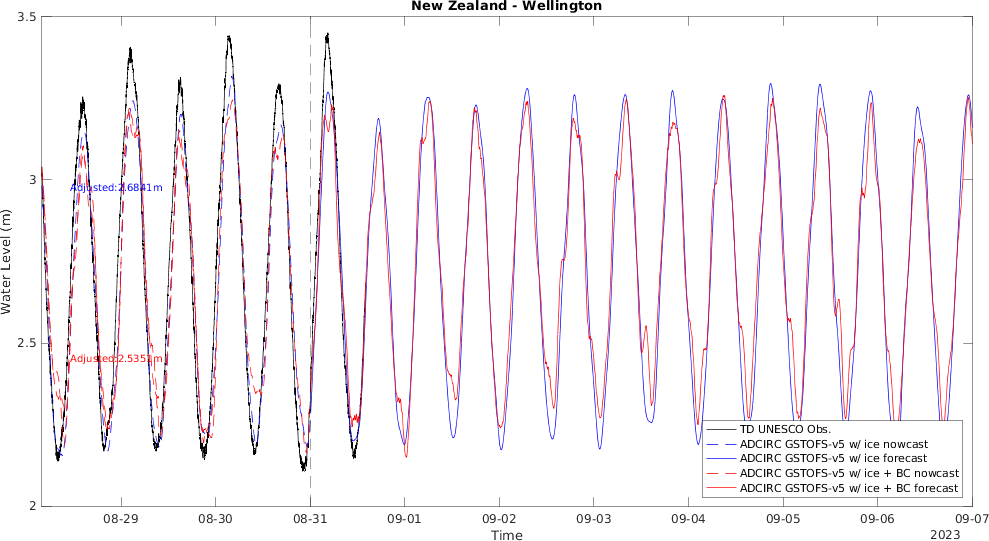 New Zealand - Wellington
3.5
3
2.5
2
Water Level (m)
Adjusted:2.6841m
Adjusted:2.5357m
TD UNESCO Obs.
ADCIRC GSTOFS-v5 w/ ice nowcast
ADCIRC GSTOFS-v5 w/ ice forecast
ADCIRC GSTOFS-v5 w/ ice + BC nowcast
ADCIRC GSTOFS-v5 w/ ice + BC forecast
08-29 08-30 08-31 09-01 09-02 09-03 09-04 09-05 09-06 09-07
Time
2023